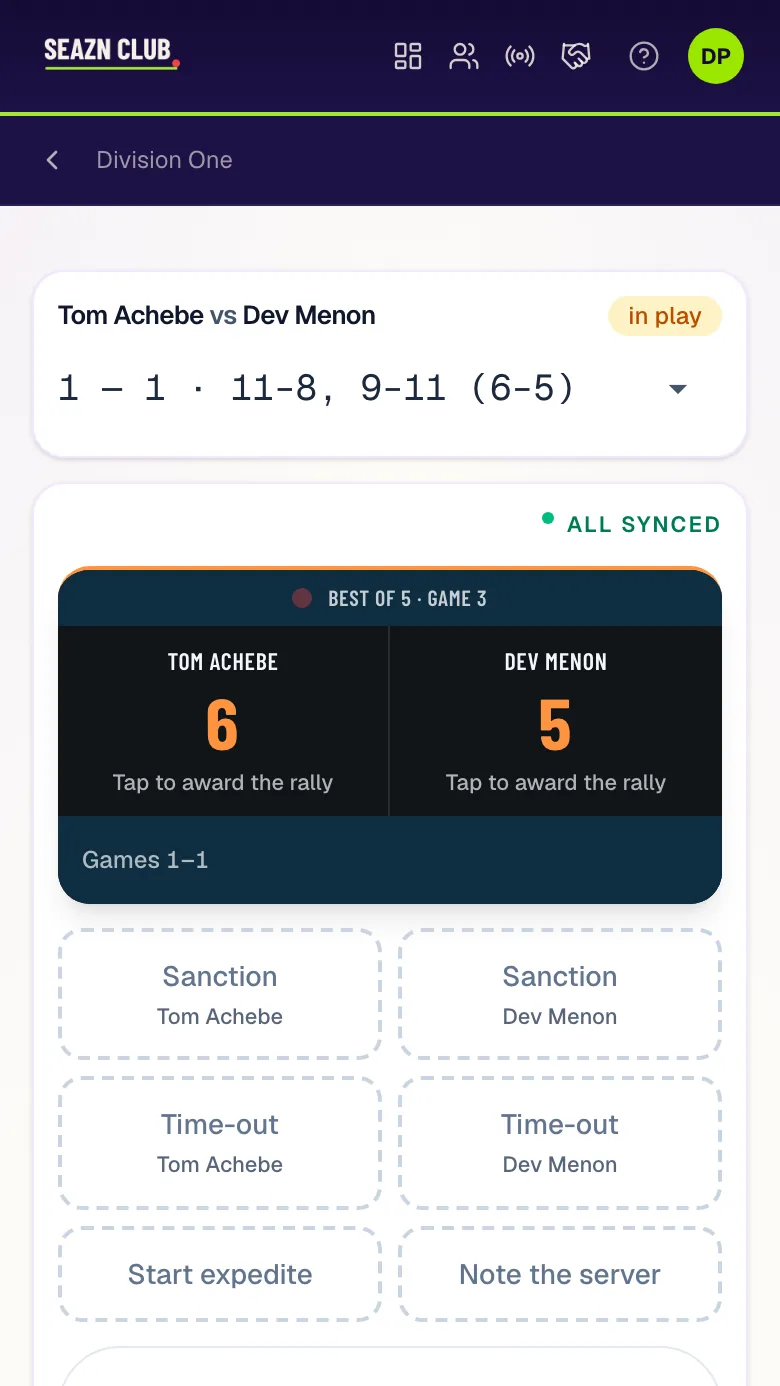 SEAZN CLUB
DP
Division One
Tom Achebe vs Dev Menon
in play
1 – 1 · 11–8, 9–11 (6–5)
ALL SYNCED
BEST OF 5 · GAME 3
TOM ACHEBE
DEV MENON
6
5
Tap to award the rally
Tap to award the rally
Games 1–1
Sanction
Tom Achebe
Sanction
Dev Menon
Time-out
Tom Achebe
Time-out
Dev Menon
Start expedite
Note the server